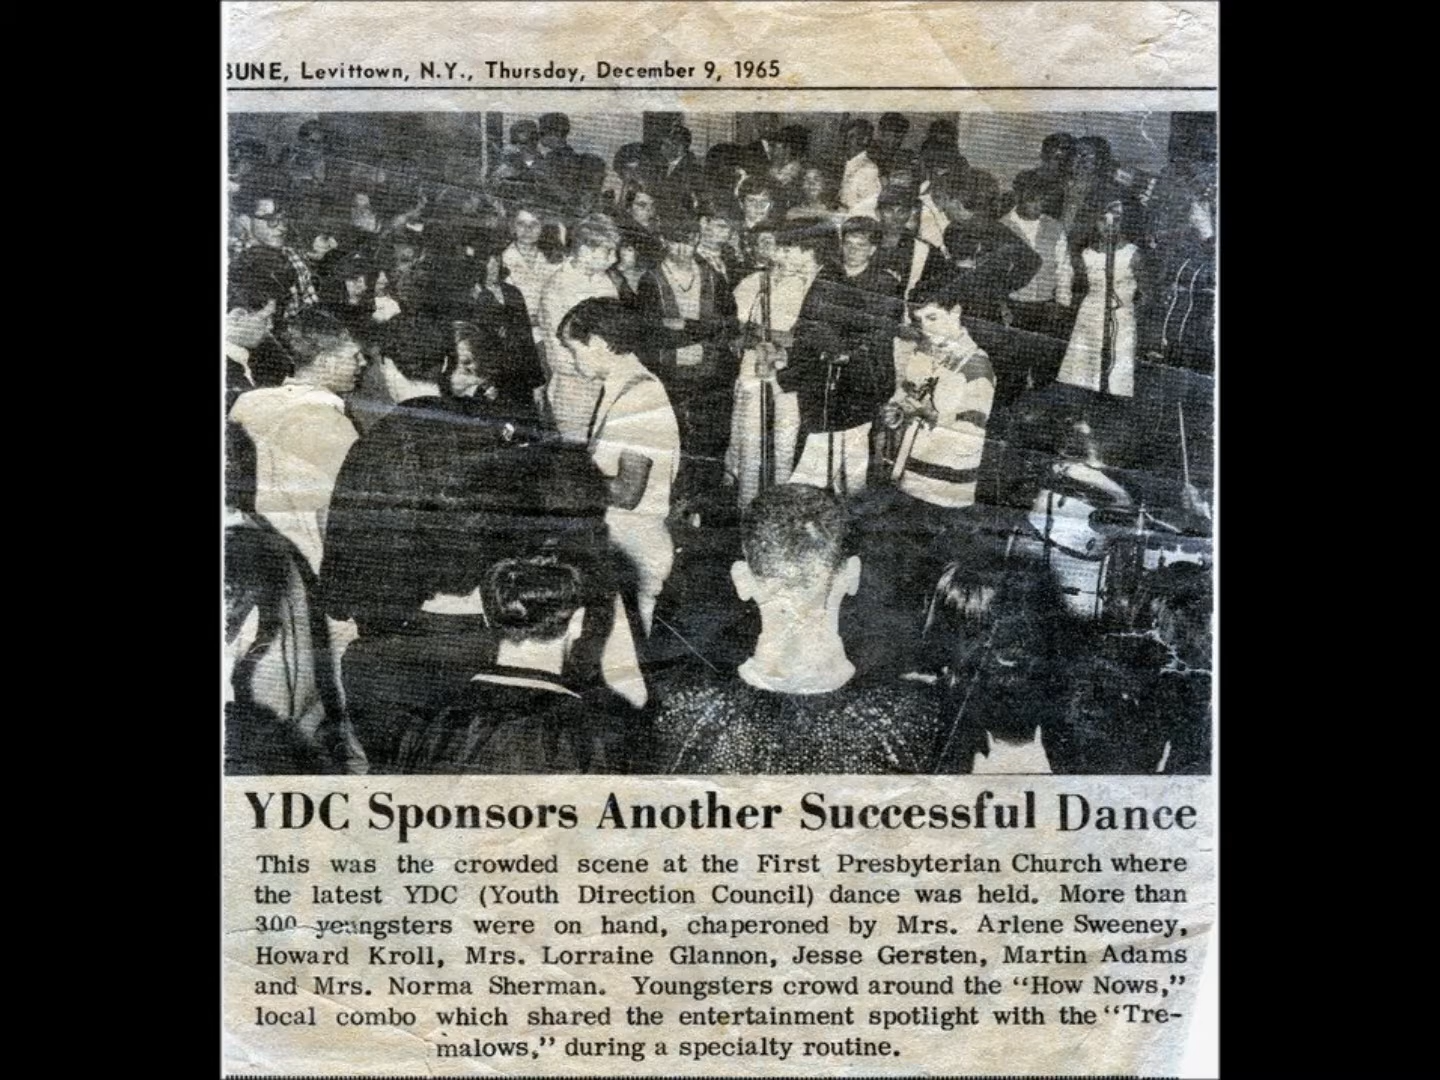 BUNE, Levittown, N.Y., Thursday, December 9, 1965
YDC Sponsors Another Successful Dance
This was the crowded scene at the First Presbyterian Church where
the latest YDC (Youth Direction Council) dance was held. More than
300 youngsters were on hand, chaperoned by Mrs. Arlene Sweeney,
Howard Kroll, Mrs. Lorraine Glannon, Jesse Gersten, Martin Adams
and Mrs. Norma Sherman. Youngsters crowd around the “How Nows,”
local combo which shared the entertainment spotlight with the “Tre-
malows,” during a specialty routine.